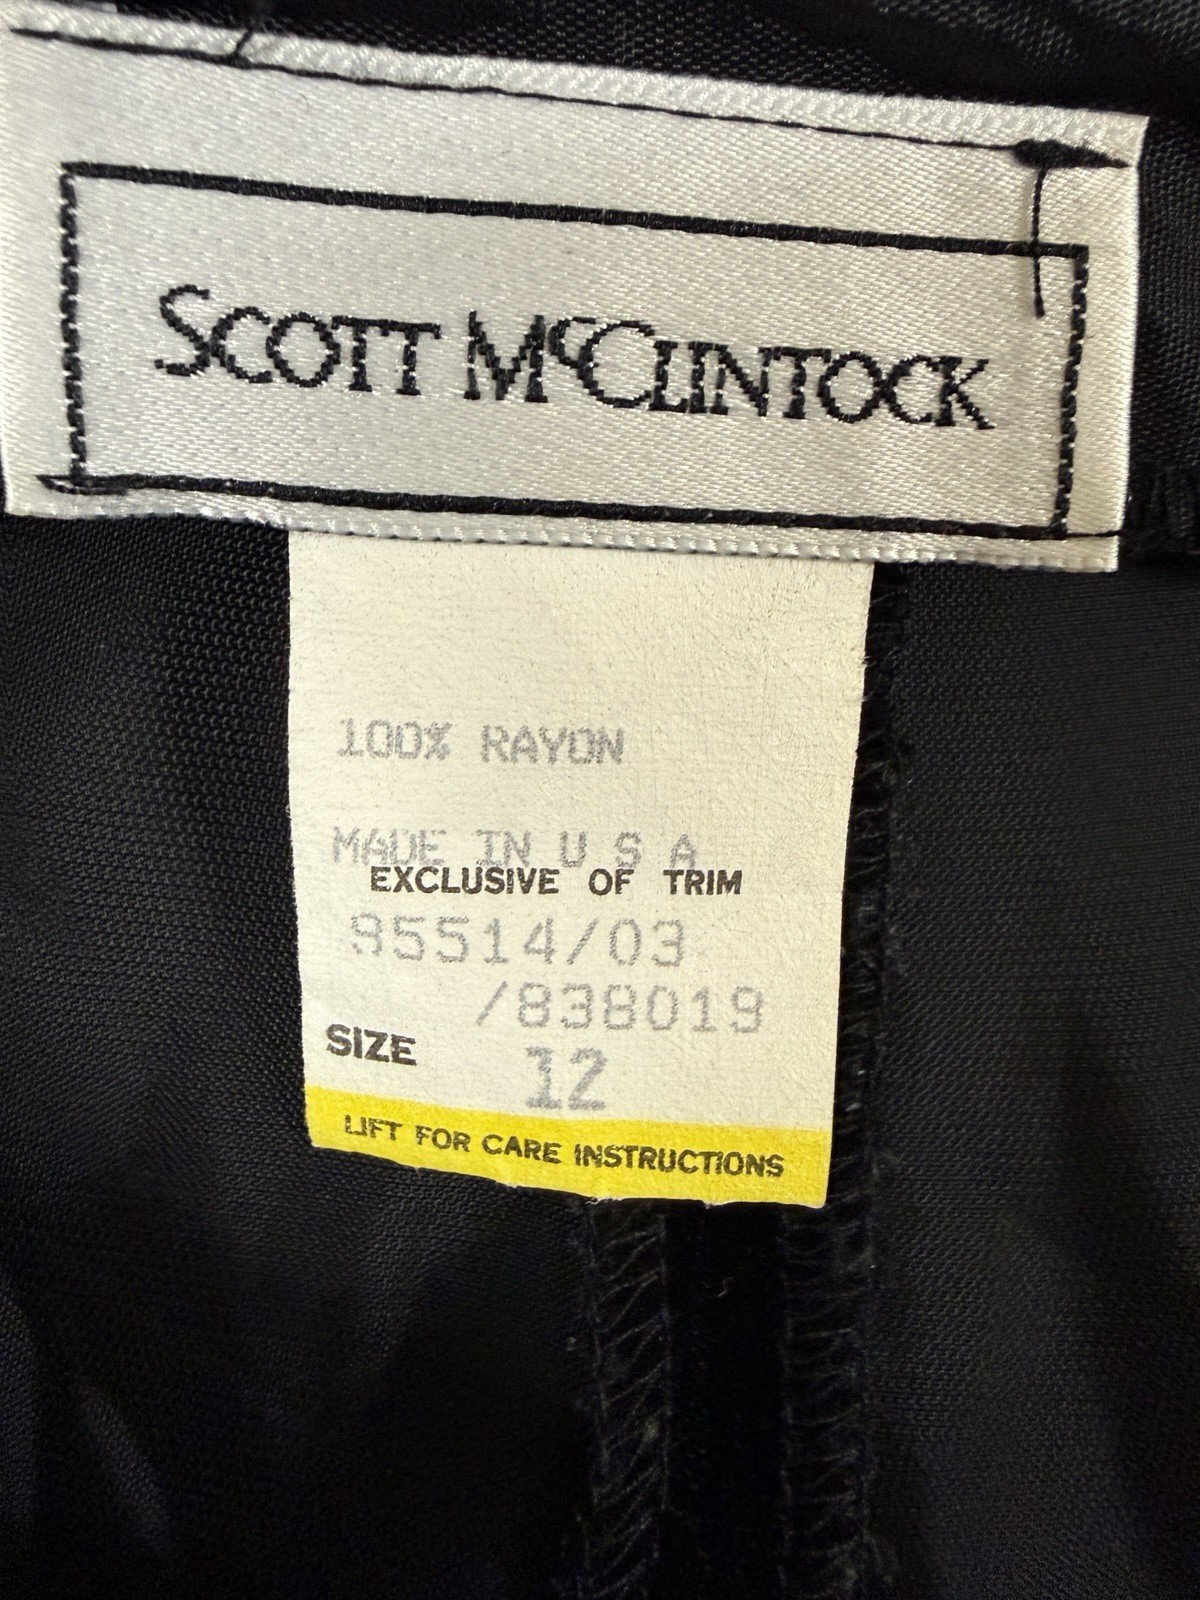 SCOTT McCLINTOCK
100% RAYON
MADE IN U S A
EXCLUSIVE OF TRIM
95514/03
/838019
SIZE 12
LIFT FOR CARE INSTRUCTIONS